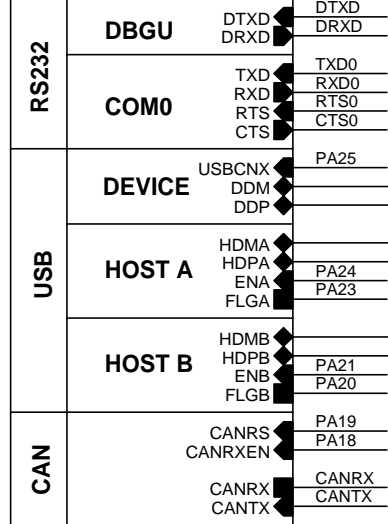 RS232
DBGU
DTXD DTXD
DRXD DRXD
COM0
TXD TXD0
RXD RXD0
RTS RTS0
CTS CTS0
USB
DEVICE
USBCNX PA25
DDM
DDP
HOST A
HDMA
HDPA
ENA PA24
FLGA PA23
HOST B
HDMB
HDPB
ENB PA21
FLGB PA20
CAN
CANRS PA19
CANRXEN PA18
CANRX CANRX
CANTX CANTX